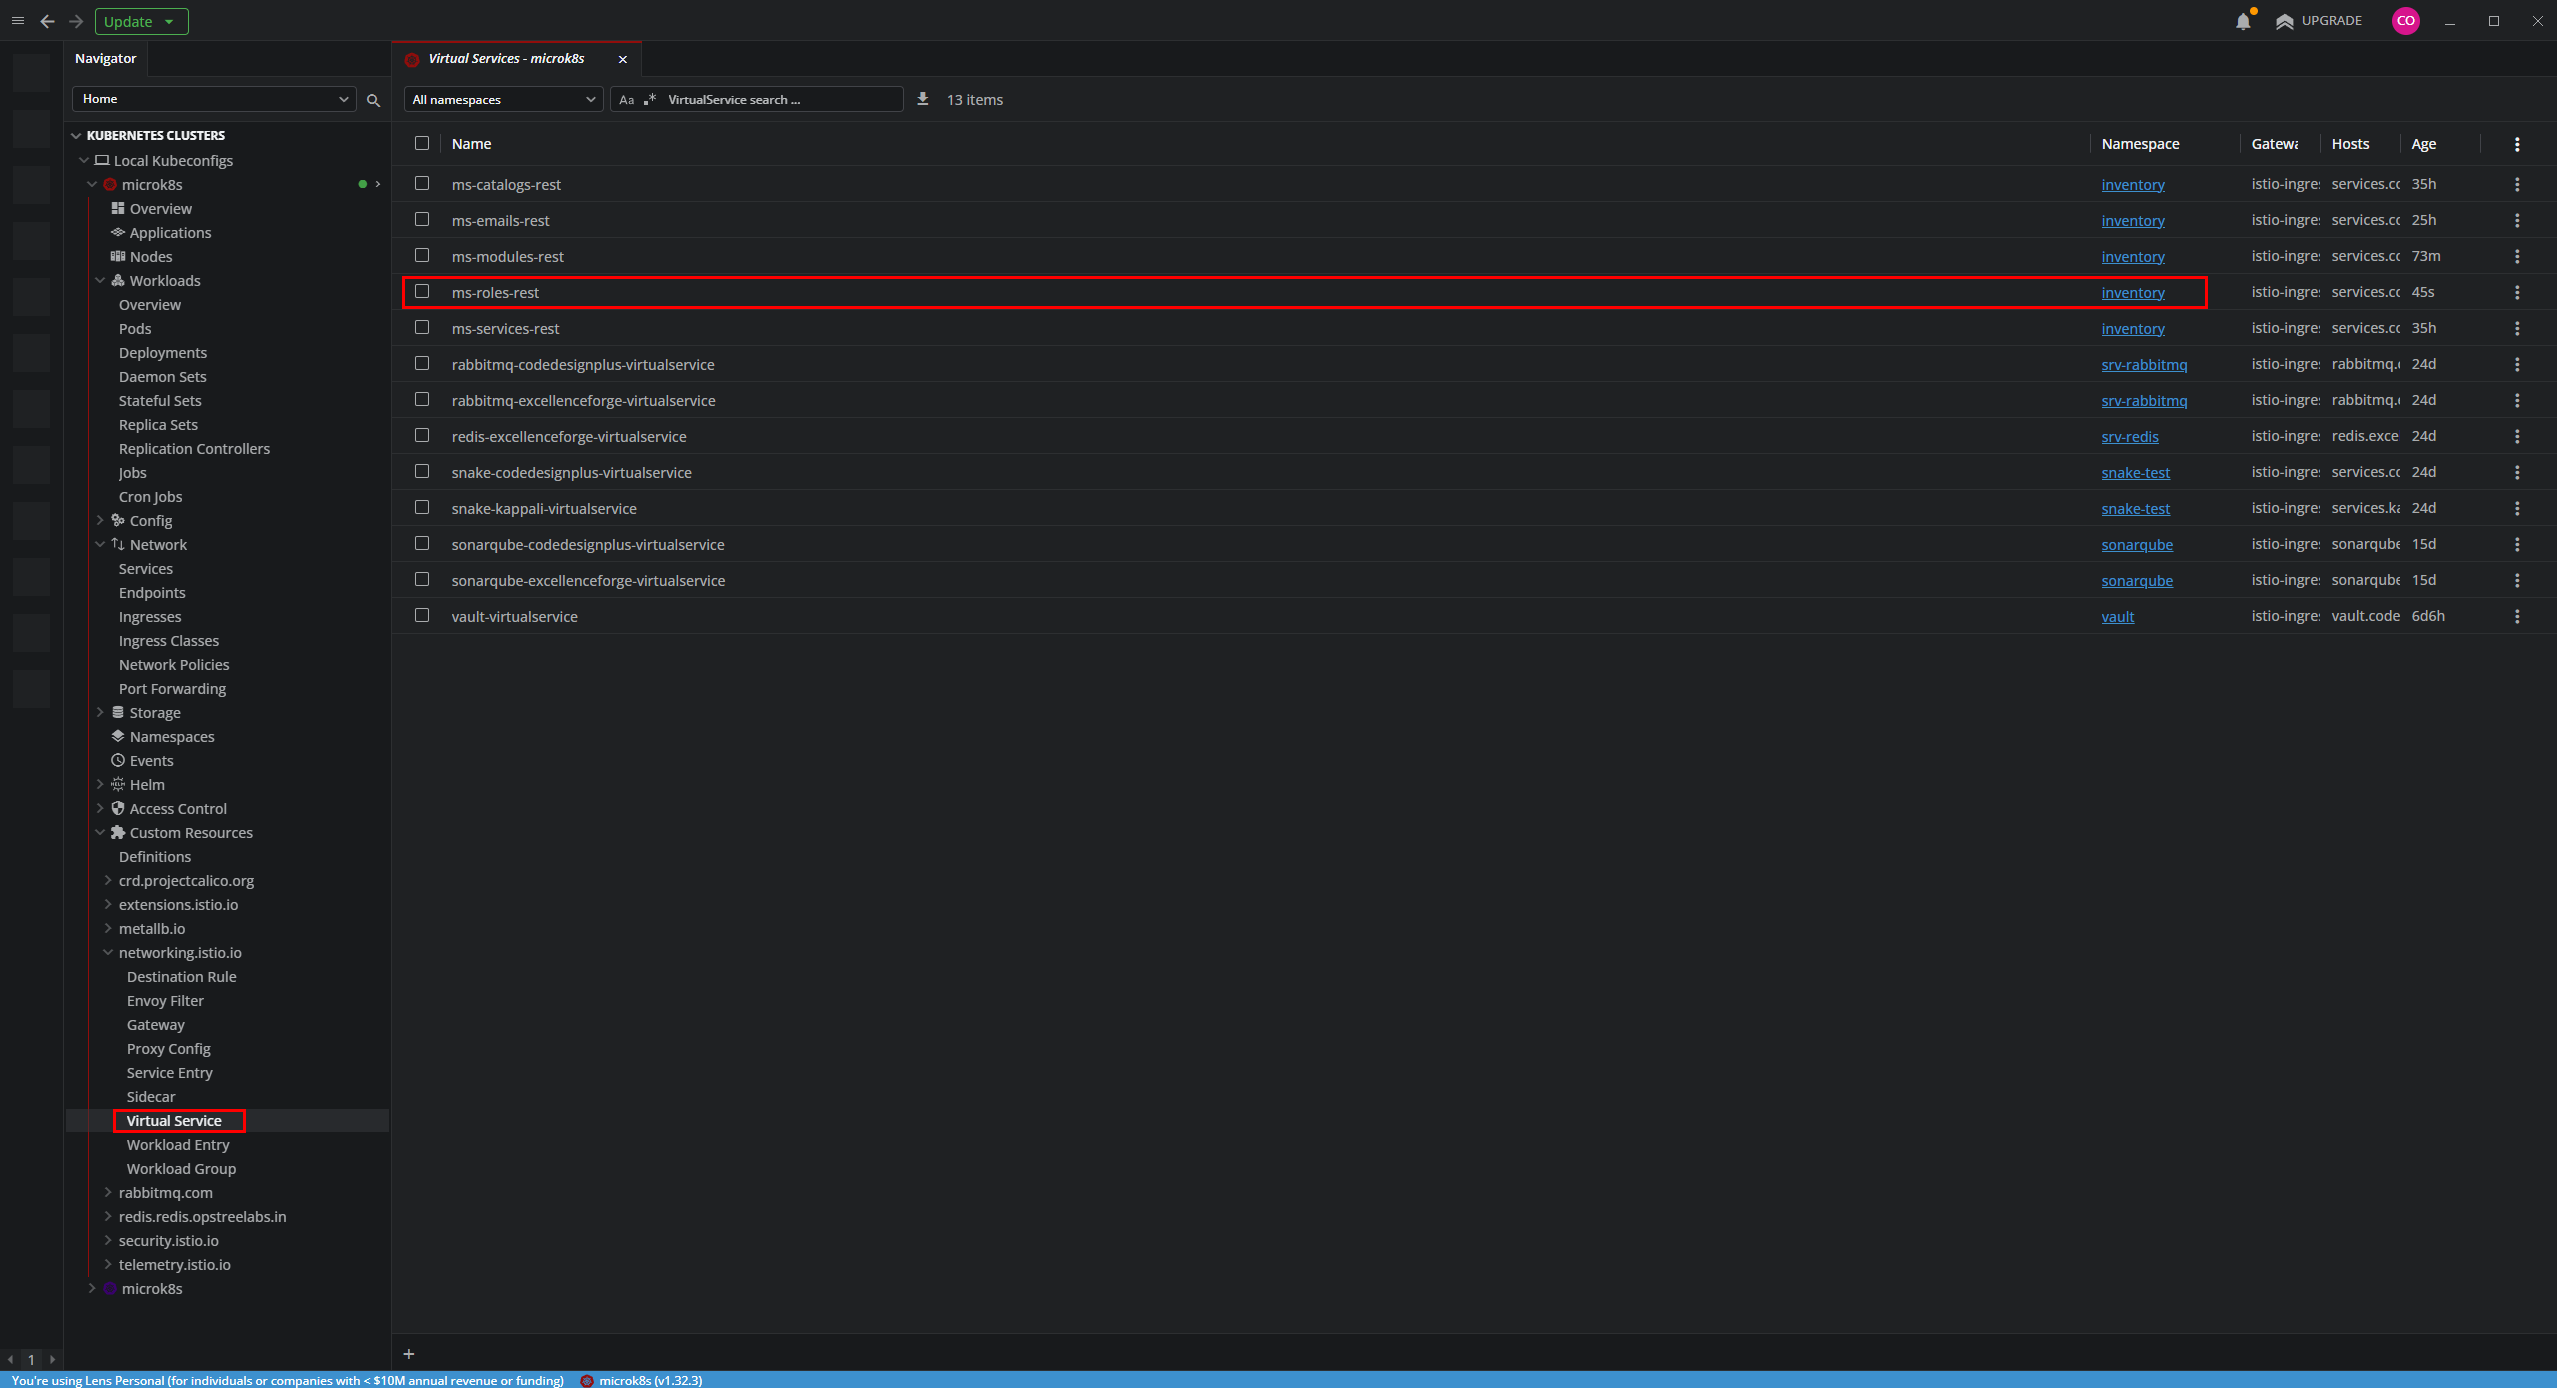 Update
UPGRADE
CO
Navigator
Virtual Services - microk8s
Home
All namespaces
Aa
.*
VirtualService search ...
13 items
KUBERNETES CLUSTERS
Local Kubeconfigs
microk8s
Overview
Applications
Nodes
Workloads
Overview
Pods
Deployments
Daemon Sets
Stateful Sets
Replica Sets
Replication Controllers
Jobs
Cron Jobs
Config
Network
Services
Endpoints
Ingresses
Ingress Classes
Network Policies
Port Forwarding
Storage
Namespaces
Events
Helm
Access Control
Custom Resources
Definitions
crd.projectcalico.org
extensions.istio.io
metallb.io
networking.istio.io
Destination Rule
Envoy Filter
Gateway
Proxy Config
Service Entry
Sidecar
Virtual Service
Workload Entry
Workload Group
rabbitmq.com
redis.redis.opstreelabs.in
security.istio.io
telemetry.istio.io
microk8s
Name Namespace Gatewa Hosts Age
ms-catalogs-rest inventory istio-ingre services.cc 35h
ms-emails-rest inventory istio-ingre services.cc 25h
ms-modules-rest inventory istio-ingre services.cc 73m
ms-roles-rest inventory istio-ingre services.cc 45s
ms-services-rest inventory istio-ingre services.cc 35h
rabbitmq-codedesignplus-virtualservice srv-rabbitmq istio-ingre rabbitmq.c 24d
rabbitmq-excellenceforge-virtualservice srv-rabbitmq istio-ingre rabbitmq.c 24d
redis-excellenceforge-virtualservice srv-redis istio-ingre redis.exce 24d
snake-codedesignplus-virtualservice snake-test istio-ingre services.cc 24d
snake-kappali-virtualservice snake-test istio-ingre services.ka 24d
sonarqube-codedesignplus-virtualservice sonarqube istio-ingre sonarqube 15d
sonarqube-excellenceforge-virtualservice sonarqube istio-ingre sonarqube 15d
vault-virtualservice vault istio-ingre vault.code 6d6h
+
1
You're using Lens Personal (for individuals or companies with < $10M annual revenue or funding) microk8s (v1.32.3)